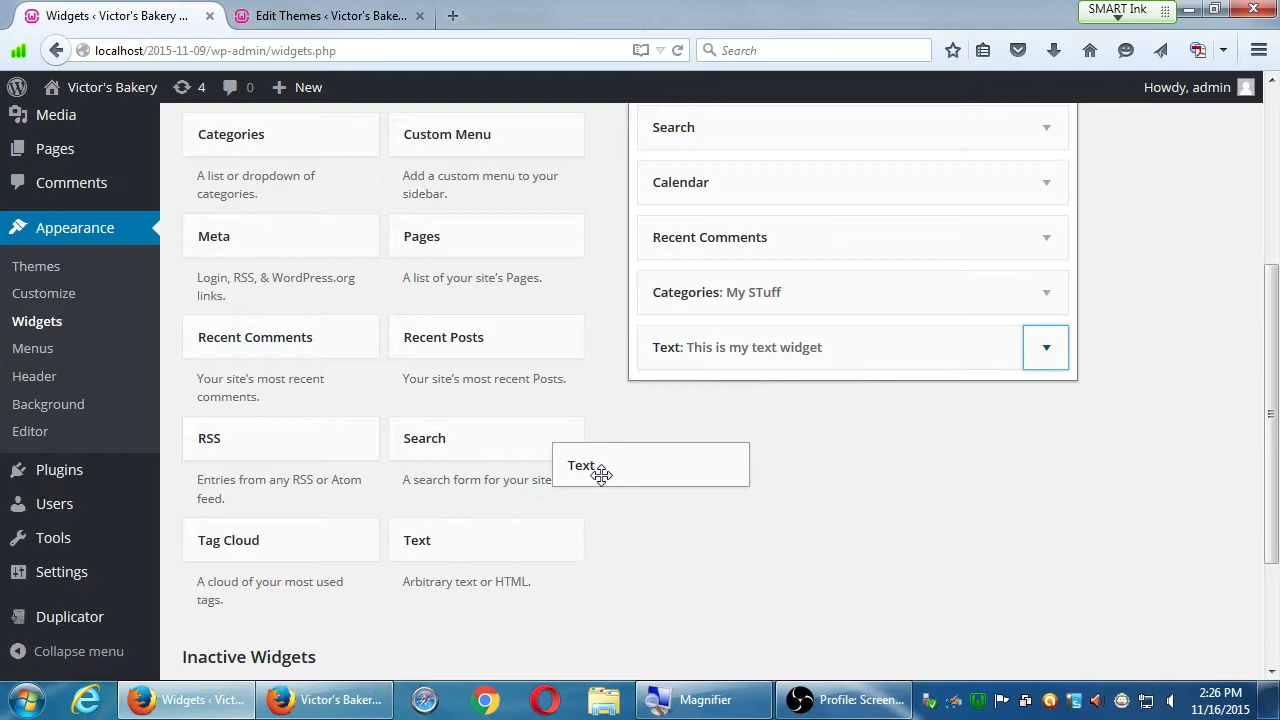 Widgets ‹ Victor's Bakery ...
Edit Themes ‹ Victor's Bake...
SMART Ink
localhost/2015-11-09/wp-admin/widgets.php
Search
Victor's Bakery
4
0
New
Howdy, admin
Media
Pages
Comments
Appearance
Themes
Customize
Widgets
Menus
Header
Background
Editor
Plugins
Users
Tools
Settings
Duplicator
Collapse menu
Categories
A list or dropdown of
categories.
Custom Menu
Add a custom menu to your
sidebar.
Meta
Login, RSS, & WordPress.org
links.
Pages
A list of your site's Pages.
Recent Comments
Your site's most recent
comments.
Recent Posts
Your site's most recent Posts.
RSS
Entries from any RSS or Atom
feed.
Search
A search form for your site
Tag Cloud
A cloud of your most used
tags.
Text
Arbitrary text or HTML.
Text
Inactive Widgets
Search
Calendar
Recent Comments
Categories: My STuff
Text: This is my text widget
Widgets ‹ Vict...
Victor's Bakery...
Magnifier
Profile: Screen...
2:26 PM
11/16/2015